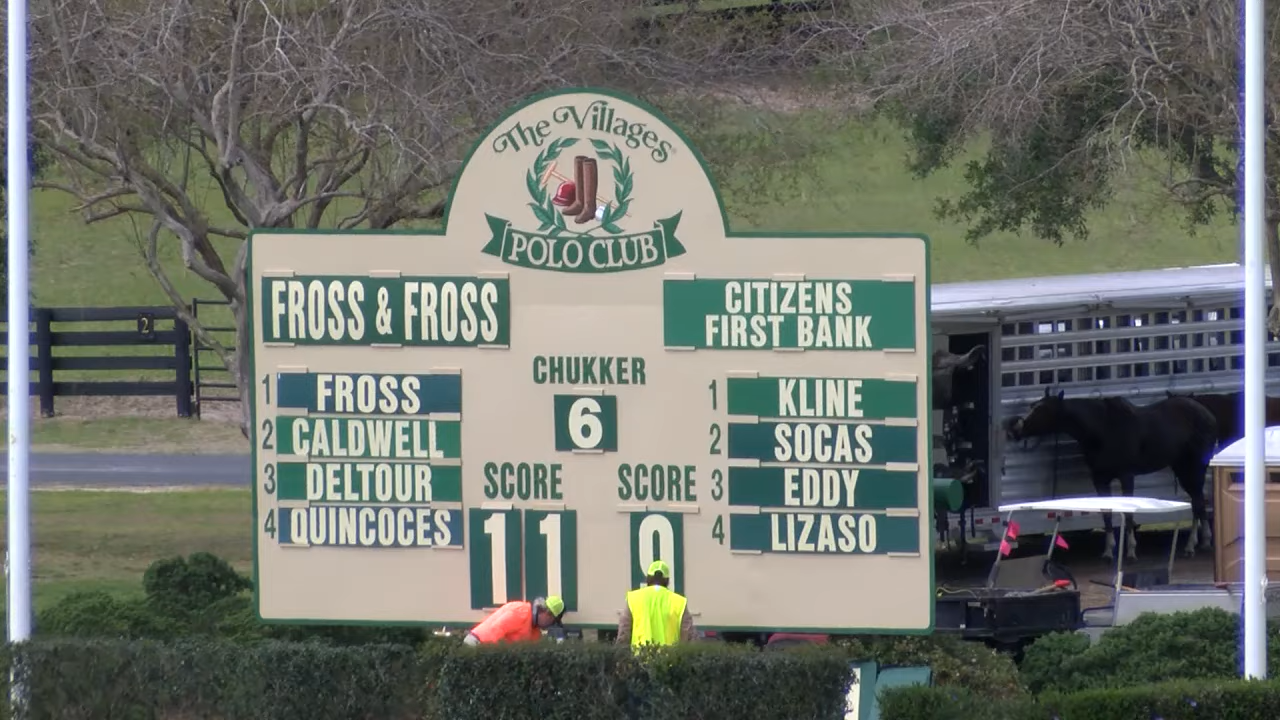 The Villages
POLO CLUB
FROSS & FROSS
CITIZENS
FIRST BANK
CHUKKER
6
1 FROSS
2 CALDWELL
3 DELTOUR
4 QUINCOCES
1 KLINE
2 SOCAS
3 EDDY
4 LIZASO
SCORE
11
SCORE
9
2